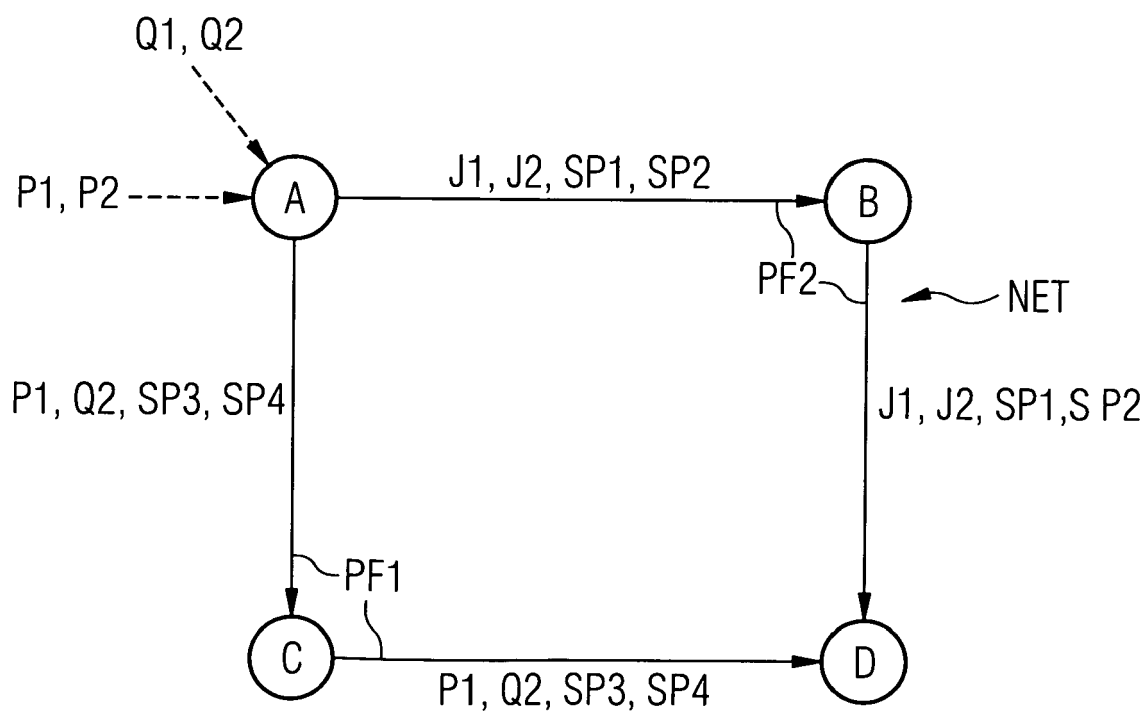 Q1, Q2
P1, P2
A
J1, J2, SP1, SP2
B
PF2
NET
P1, Q2, SP3, SP4
J1, J2, SP1,S P2
PF1
C
D
P1, Q2, SP3, SP4